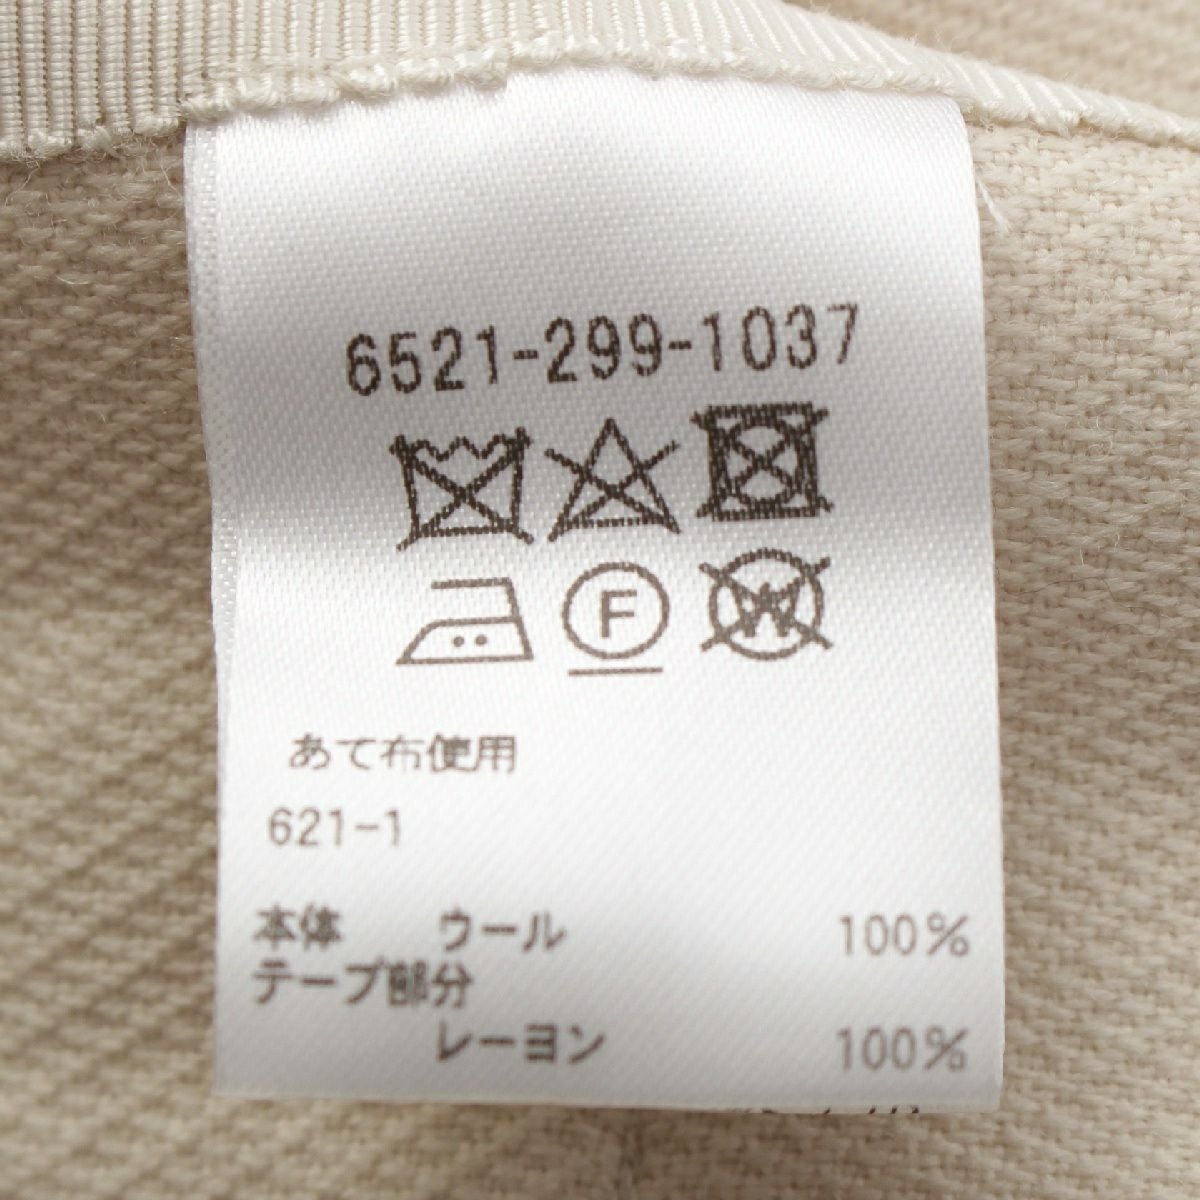 6521-299-1037
F
W
あて布使用
621-1
本体 ウール 100%
テープ部分
レーヨン 100%